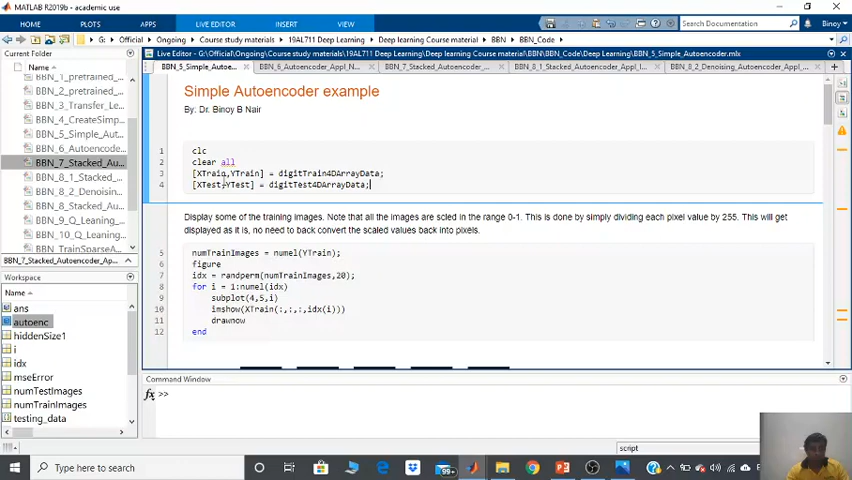 MATLAB R2019b - academic use
HOME PLOTS APPS LIVE EDITOR INSERT VIEW Search Documentation Binoy
G: Official Ongoing Course study materials 19AL711 Deep Learning Deep learning Course material BBN BBN_Code
Current Folder
Live Editor - G:\Official\Ongoing\Course study materials\19AL711 Deep Learning\Deep learning Course material\BBN\BBN_Code\Deep Learning\BBN_5_Simple_Autoencoder.mlx
BBN_5_Simple_Autoe... BBN_6_Autoencoder_Appl_N... BBN_7_Stacked_Autoencoder_... BBN_8_1_Stacked_Autoencoder_Appl_I... BBN_8_2_Denoising_Autoencoder_App...
Name
BBN_1_pretrained_...
BBN_2_pretrained_...
BBN_3_Transfer_Le...
BBN_4_CreateSimp...
BBN_5_Simple_Aut...
BBN_6_Autoencode...
BBN_7_Stacked_Au...
BBN_8_1_Stacked_...
BBN_8_2_Denoisin...
BBN_9_Q_Leaning_...
BBN_10_Q_Leming_...
BBN_TrainSparseA...
BBN_7_Stacked_Autoencoder_App...
Workspace
Name
ans
autoenc
hiddenSize1
i
idx
mseError
numTestImages
numTrainImages
testing_data
Simple Autoencoder example
By: Dr. Binoy B Nair
1 clc
2 clear all
3 [XTrain,YTrain] = digitTrain4DArrayData;
4 [XTest,YTest] = digitTest4DArrayData;
Display some of the training images. Note that all the images are scled in the range 0-1. This is done by simply dividing each pixel value by 255. This will get
displayed as it is, no need to back convert the scaled values back into pixels.
5 numTrainImages = numel(YTrain);
6 figure
7 idx = randperm(numTrainImages,20);
8 for i = 1:numel(idx)
9 subplot(4,5,i)
10 imshow(XTrain(:,:,:,idx(i)))
11 drawnow
12 end
Command Window
fx >>
script
Type here to search
99+